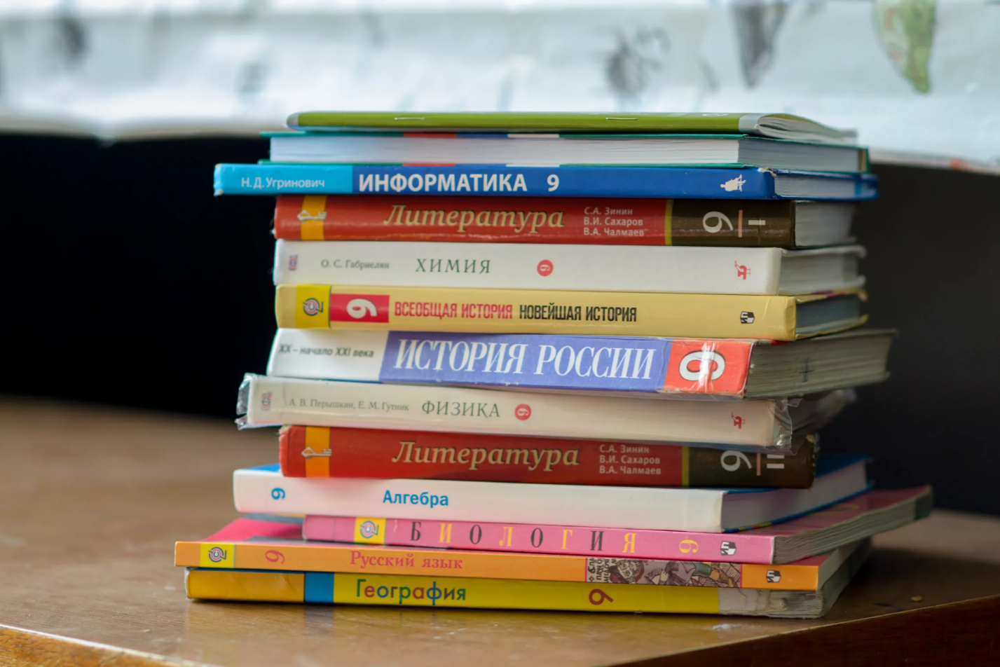 Н.Д.Угринович ИНФОРМАТИКА 9
Литература
С.А. Зинин
В.И. Сахаров
В.А. Чалмаев
9 I
О. С. Габриелян ХИМИЯ 9
9 ВСЕОБЩАЯ ИСТОРИЯ НОВЕЙШАЯ ИСТОРИЯ
XX – начало XXI века ИСТОРИЯ РОССИИ 9
А. В. Перышкин, Е. М. Гутник ФИЗИКА 9
Литература
С.А. Зинин
В.И. Сахаров
В.А. Чалмаев
9 II
9 Алгебра
БИОЛОГИЯ 9
9 Русский язык
География 9